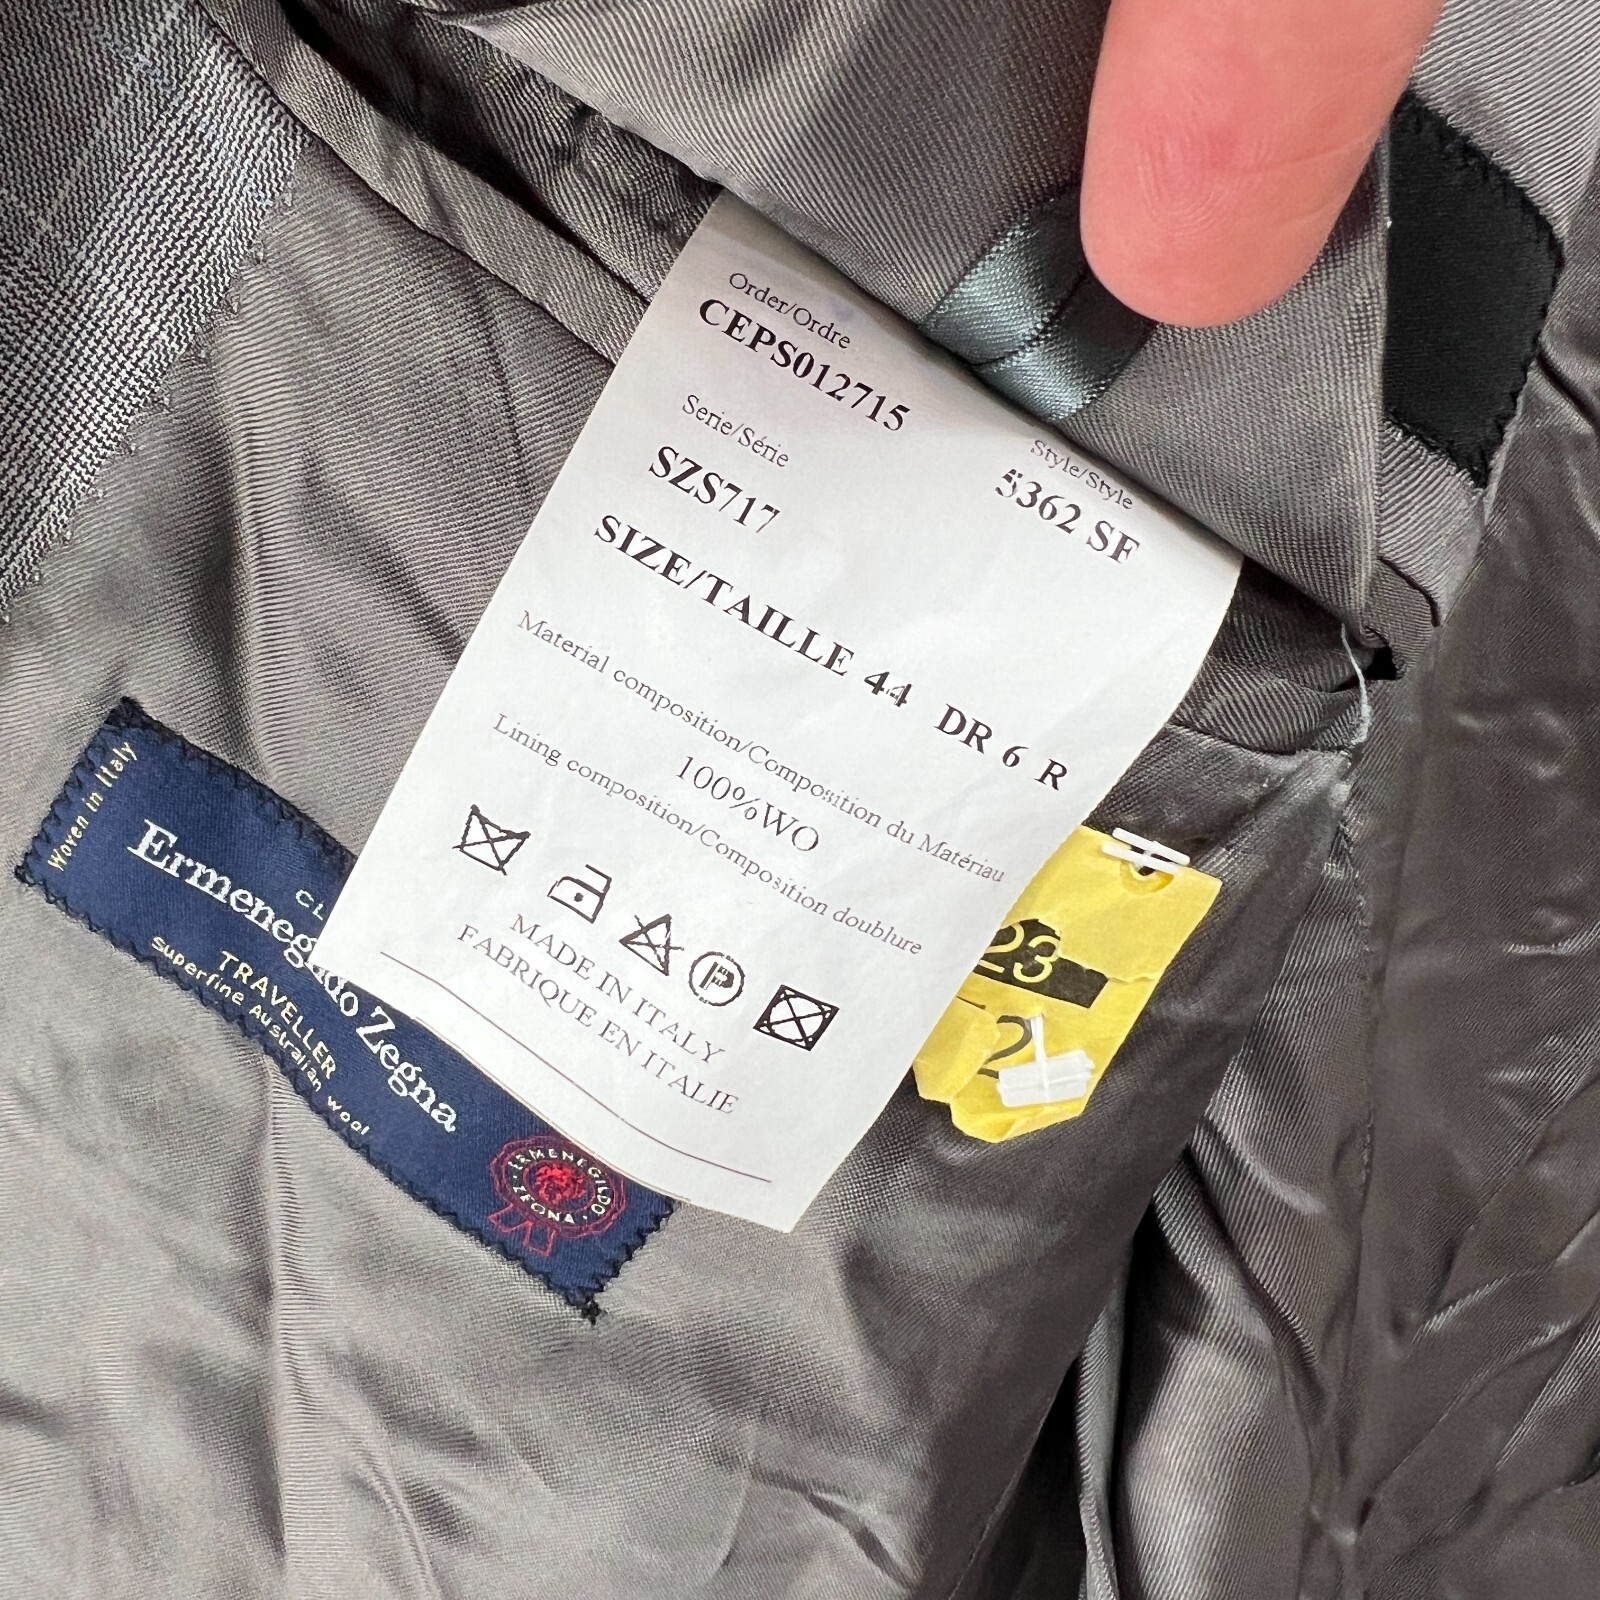 Order/Ordre
CEPS012715
Serie/Série
Style/Style
SZS717
5362 SF
SIZE/TAILLE 44 DR 6 R
Material composition/Composition du Matériau
100%WO
Lining composition/Composition doublure
P
MADE IN ITALY
FABRIQUE EN ITALIE
Woven in Italy
CL
Ermenegildo Zegna
TRAVELLER
superfine Australian wool
ERMENEGILDO
ZEGNA
23
2